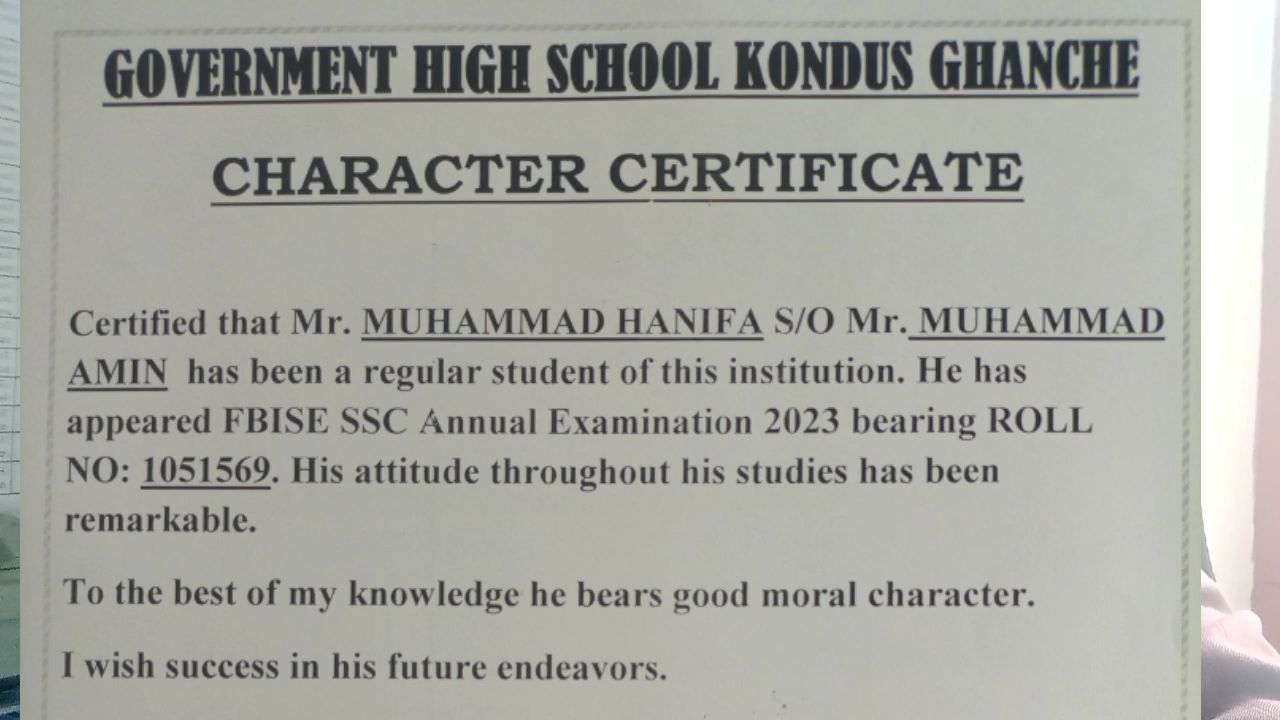 GOVERNMENT HIGH SCHOOL KONDUS GHANCHE
CHARACTER CERTIFICATE
Certified that Mr. MUHAMMAD HANIFA S/O Mr. MUHAMMAD
AMIN has been a regular student of this institution. He has
appeared FBISE SSC Annual Examination 2023 bearing ROLL
NO: 1051569. His attitude throughout his studies has been
remarkable.
To the best of my knowledge he bears good moral character.
I wish success in his future endeavors.